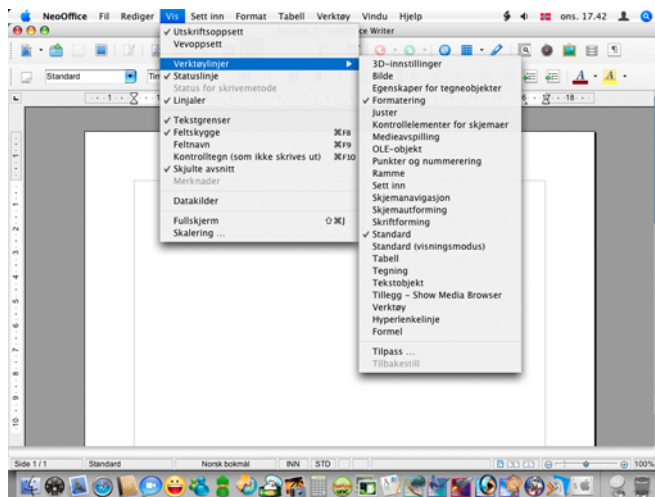 NeoOffice Fil Rediger Vis Sett inn Format Tabell Verktøy Vindu Hjelp ons. 17.42
ce Writer
✓ Utskriftsoppsett
Vevoppsett
Verktøylinjer
✓ Statuslinje
Status for skrivemetode
✓ Linjaler
✓ Tekstgrenser
✓ Feltskygge ⌘F8
Feltnavn ⌘F9
Kontrolltegn (som ikke skrives ut) ⌘F10
✓ Skjulte avsnitt
Merknader
Datakilder
Fullskjerm ⇧⌘J
Skalering ...
3D-innstillinger
Bilde
Egenskaper for tegneobjekter
✓ Formatering
Juster
Kontrollelementer for skjemaer
Medieavspilling
OLE-objekt
Punkter og nummerering
Ramme
Sett inn
Skjemanavigasjon
Skjemautforming
Skriftforming
✓ Standard
Standard (visningsmodus)
Tabell
Tegning
Tekstobjekt
Tillegg - Show Media Browser
Verktøy
Hyperlenkelinje
Formel
Tilpass ...
Tilbakestill
Standard
Tim
18
Side 1 / 1 Standard Norsk bokmål INN STD 100%